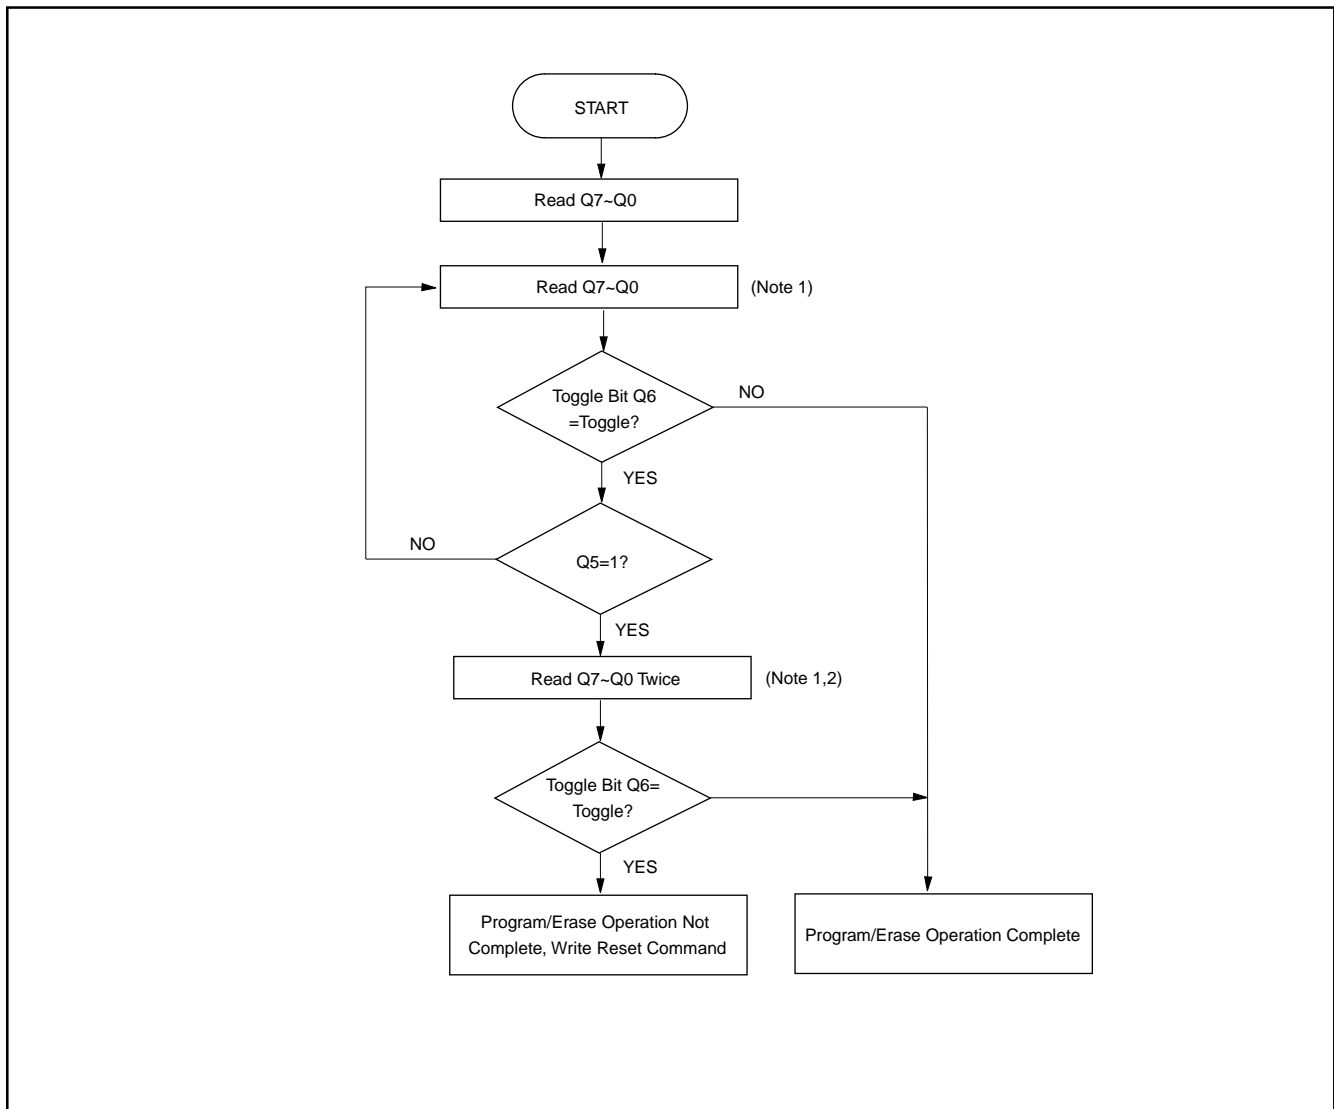 START
Read Q7~Q0
Read Q7~Q0
(Note 1)
Toggle Bit Q6
=Toggle?
NO
YES
NO
Q5=1?
YES
Read Q7~Q0 Twice
(Note 1,2)
Toggle Bit Q6=
Toggle?
YES
Program/Erase Operation Not
Complete, Write Reset Command
Program/Erase Operation Complete